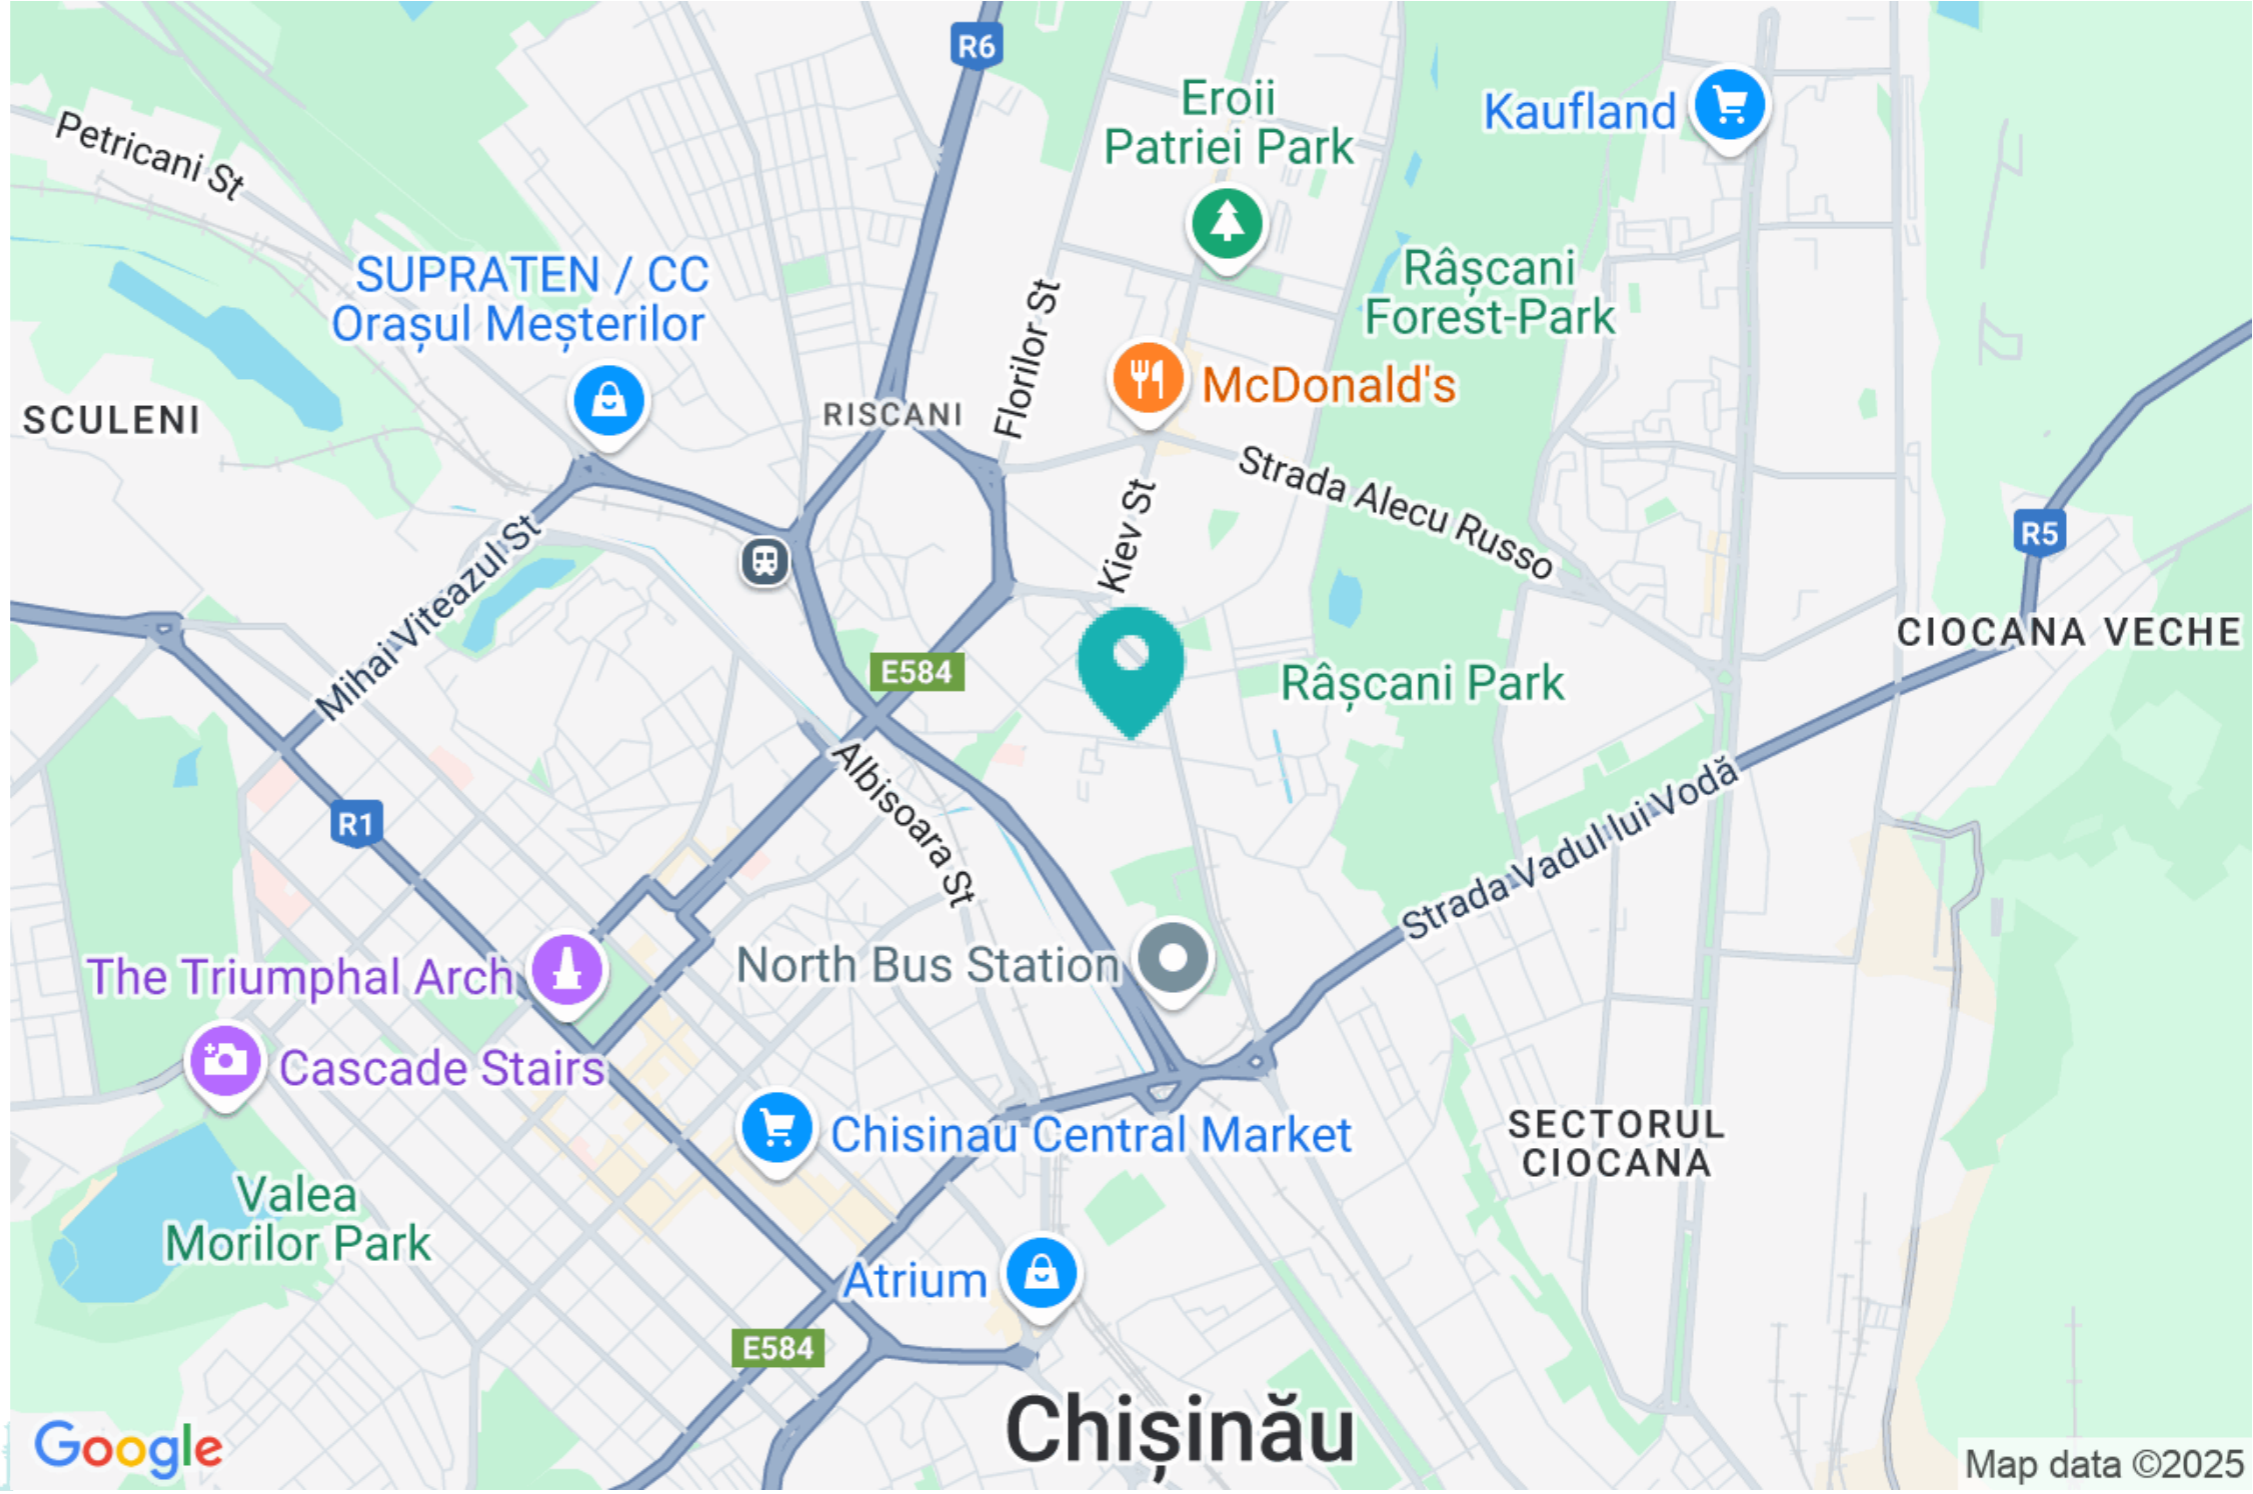 R6
Eroii
Patriei Park
Kaufland
Petricani St
SUPRATEN / CC
Orașul Meșterilor
Râșcani
Forest-Park
Florilor St
McDonald's
SCULENI
RISCANI
Strada Alecu Russo
Kiev St
R5
Mihai Viteazul St
CIOCANA VECHE
E584
Râșcani Park
Albisoara St
Strada Vadul lui Vodă
R1
The Triumphal Arch
North Bus Station
Cascade Stairs
Chisinau Central Market
SECTORUL
CIOCANA
Valea
Morilor Park
Atrium
E584
Chișinău
Google
Map data ©2025